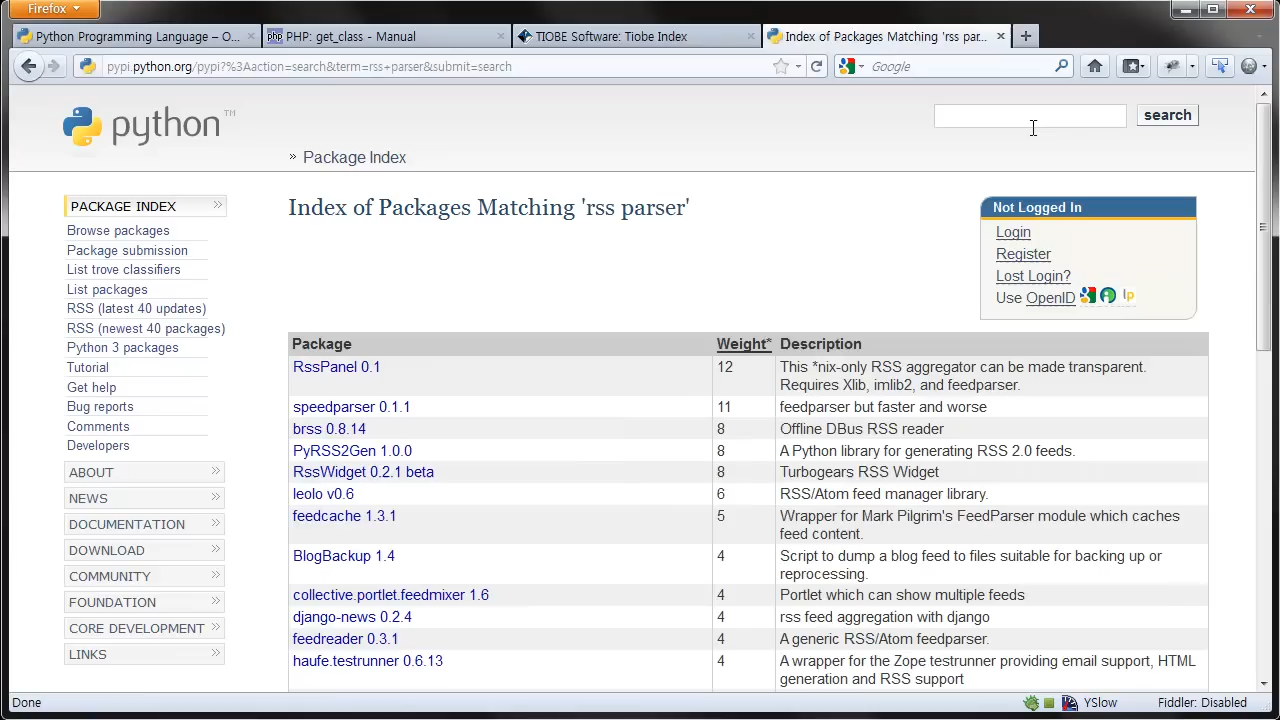 Firefox
Python Programming Language – O...
PHP: get_class - Manual
TIOBE Software: Tiobe Index
Index of Packages Matching 'rss par...
pypi.python.org/pypi?%3Aaction=search&term=rss+parser&submit=search
Google
python™
search
» Package Index
PACKAGE INDEX »
Browse packages
Package submission
List trove classifiers
List packages
RSS (latest 40 updates)
RSS (newest 40 packages)
Python 3 packages
Tutorial
Get help
Bug reports
Comments
Developers
ABOUT »
NEWS »
DOCUMENTATION »
DOWNLOAD »
COMMUNITY »
FOUNDATION »
CORE DEVELOPMENT »
LINKS »
Index of Packages Matching 'rss parser'
Not Logged In
Login
Register
Lost Login?
Use OpenID lp
Package Weight* Description
RssPanel 0.1 12 This *nix-only RSS aggregator can be made transparent.
Requires Xlib, imlib2, and feedparser.
speedparser 0.1.1 11 feedparser but faster and worse
brss 0.8.14 8 Offline DBus RSS reader
PyRSS2Gen 1.0.0 8 A Python library for generating RSS 2.0 feeds.
RssWidget 0.2.1 beta 8 Turbogears RSS Widget
leolo v0.6 6 RSS/Atom feed manager library.
feedcache 1.3.1 5 Wrapper for Mark Pilgrim's FeedParser module which caches
feed content.
BlogBackup 1.4 4 Script to dump a blog feed to files suitable for backing up or
reprocessing.
collective.portlet.feedmixer 1.6 4 Portlet which can show multiple feeds
django-news 0.2.4 4 rss feed aggregation with django
feedreader 0.3.1 4 A generic RSS/Atom feedparser.
haufe.testrunner 0.6.13 4 A wrapper for the Zope testrunner providing email support, HTML
generation and RSS support
Done
YSlow
Fiddler: Disabled